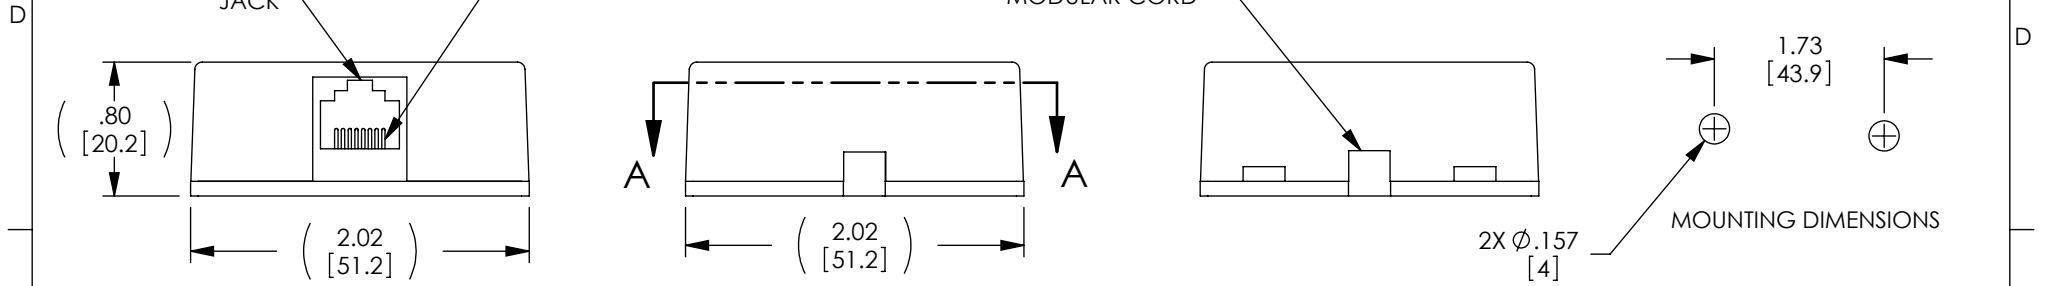 D
JACK
MODULAR CORD
D
1.73
[43.9]
( .80 )
[20.2]
A
A
MOUNTING DIMENSIONS
( 2.02 )
[51.2]
( 2.02 )
[51.2]
2X ⌀.157
[4]